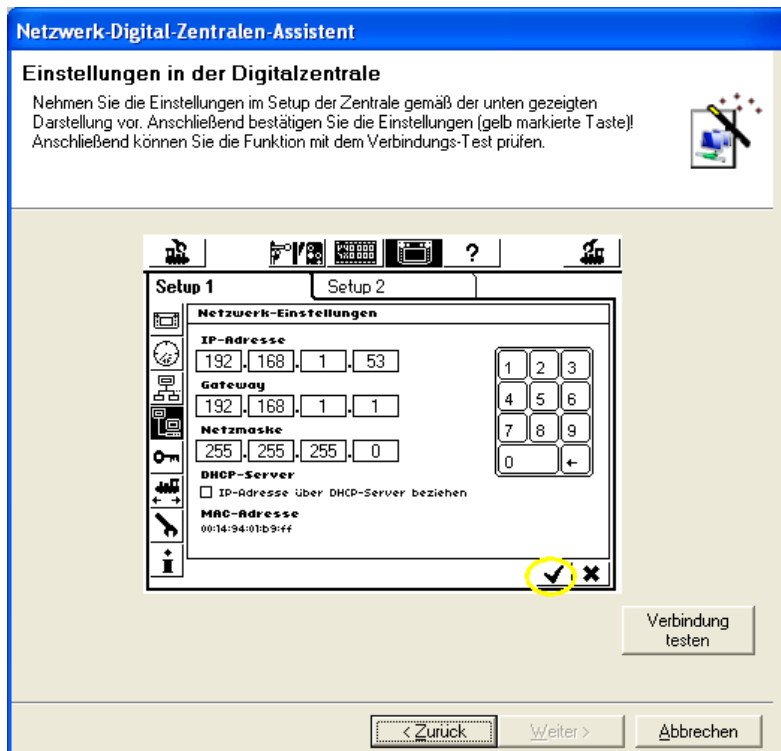 Netzwerk-Digital-Zentralen-Assistent
Einstellungen in der Digitalzentrale
Nehmen Sie die Einstellungen im Setup der Zentrale gemäß der unten gezeigten
Darstellung vor. Anschließend bestätigen Sie die Einstellungen (gelb markierte Taste)!
Anschließend können Sie die Funktion mit dem Verbindungs-Test prüfen.
?
Setup 1 Setup 2
Netzwerk-Einstellungen
IP-Adresse
192.168.1.53
Gateway
192.168.1.1
Netzmaske
255.255.255.0
DHCP-Server
IP-Adresse über DHCP-Server beziehen
MAC-Adresse
00:14:94:01:b9:ff
1 2 3
4 5 6
7 8 9
0 ←
Verbindung
testen
< Zurück Weiter > Abbrechen